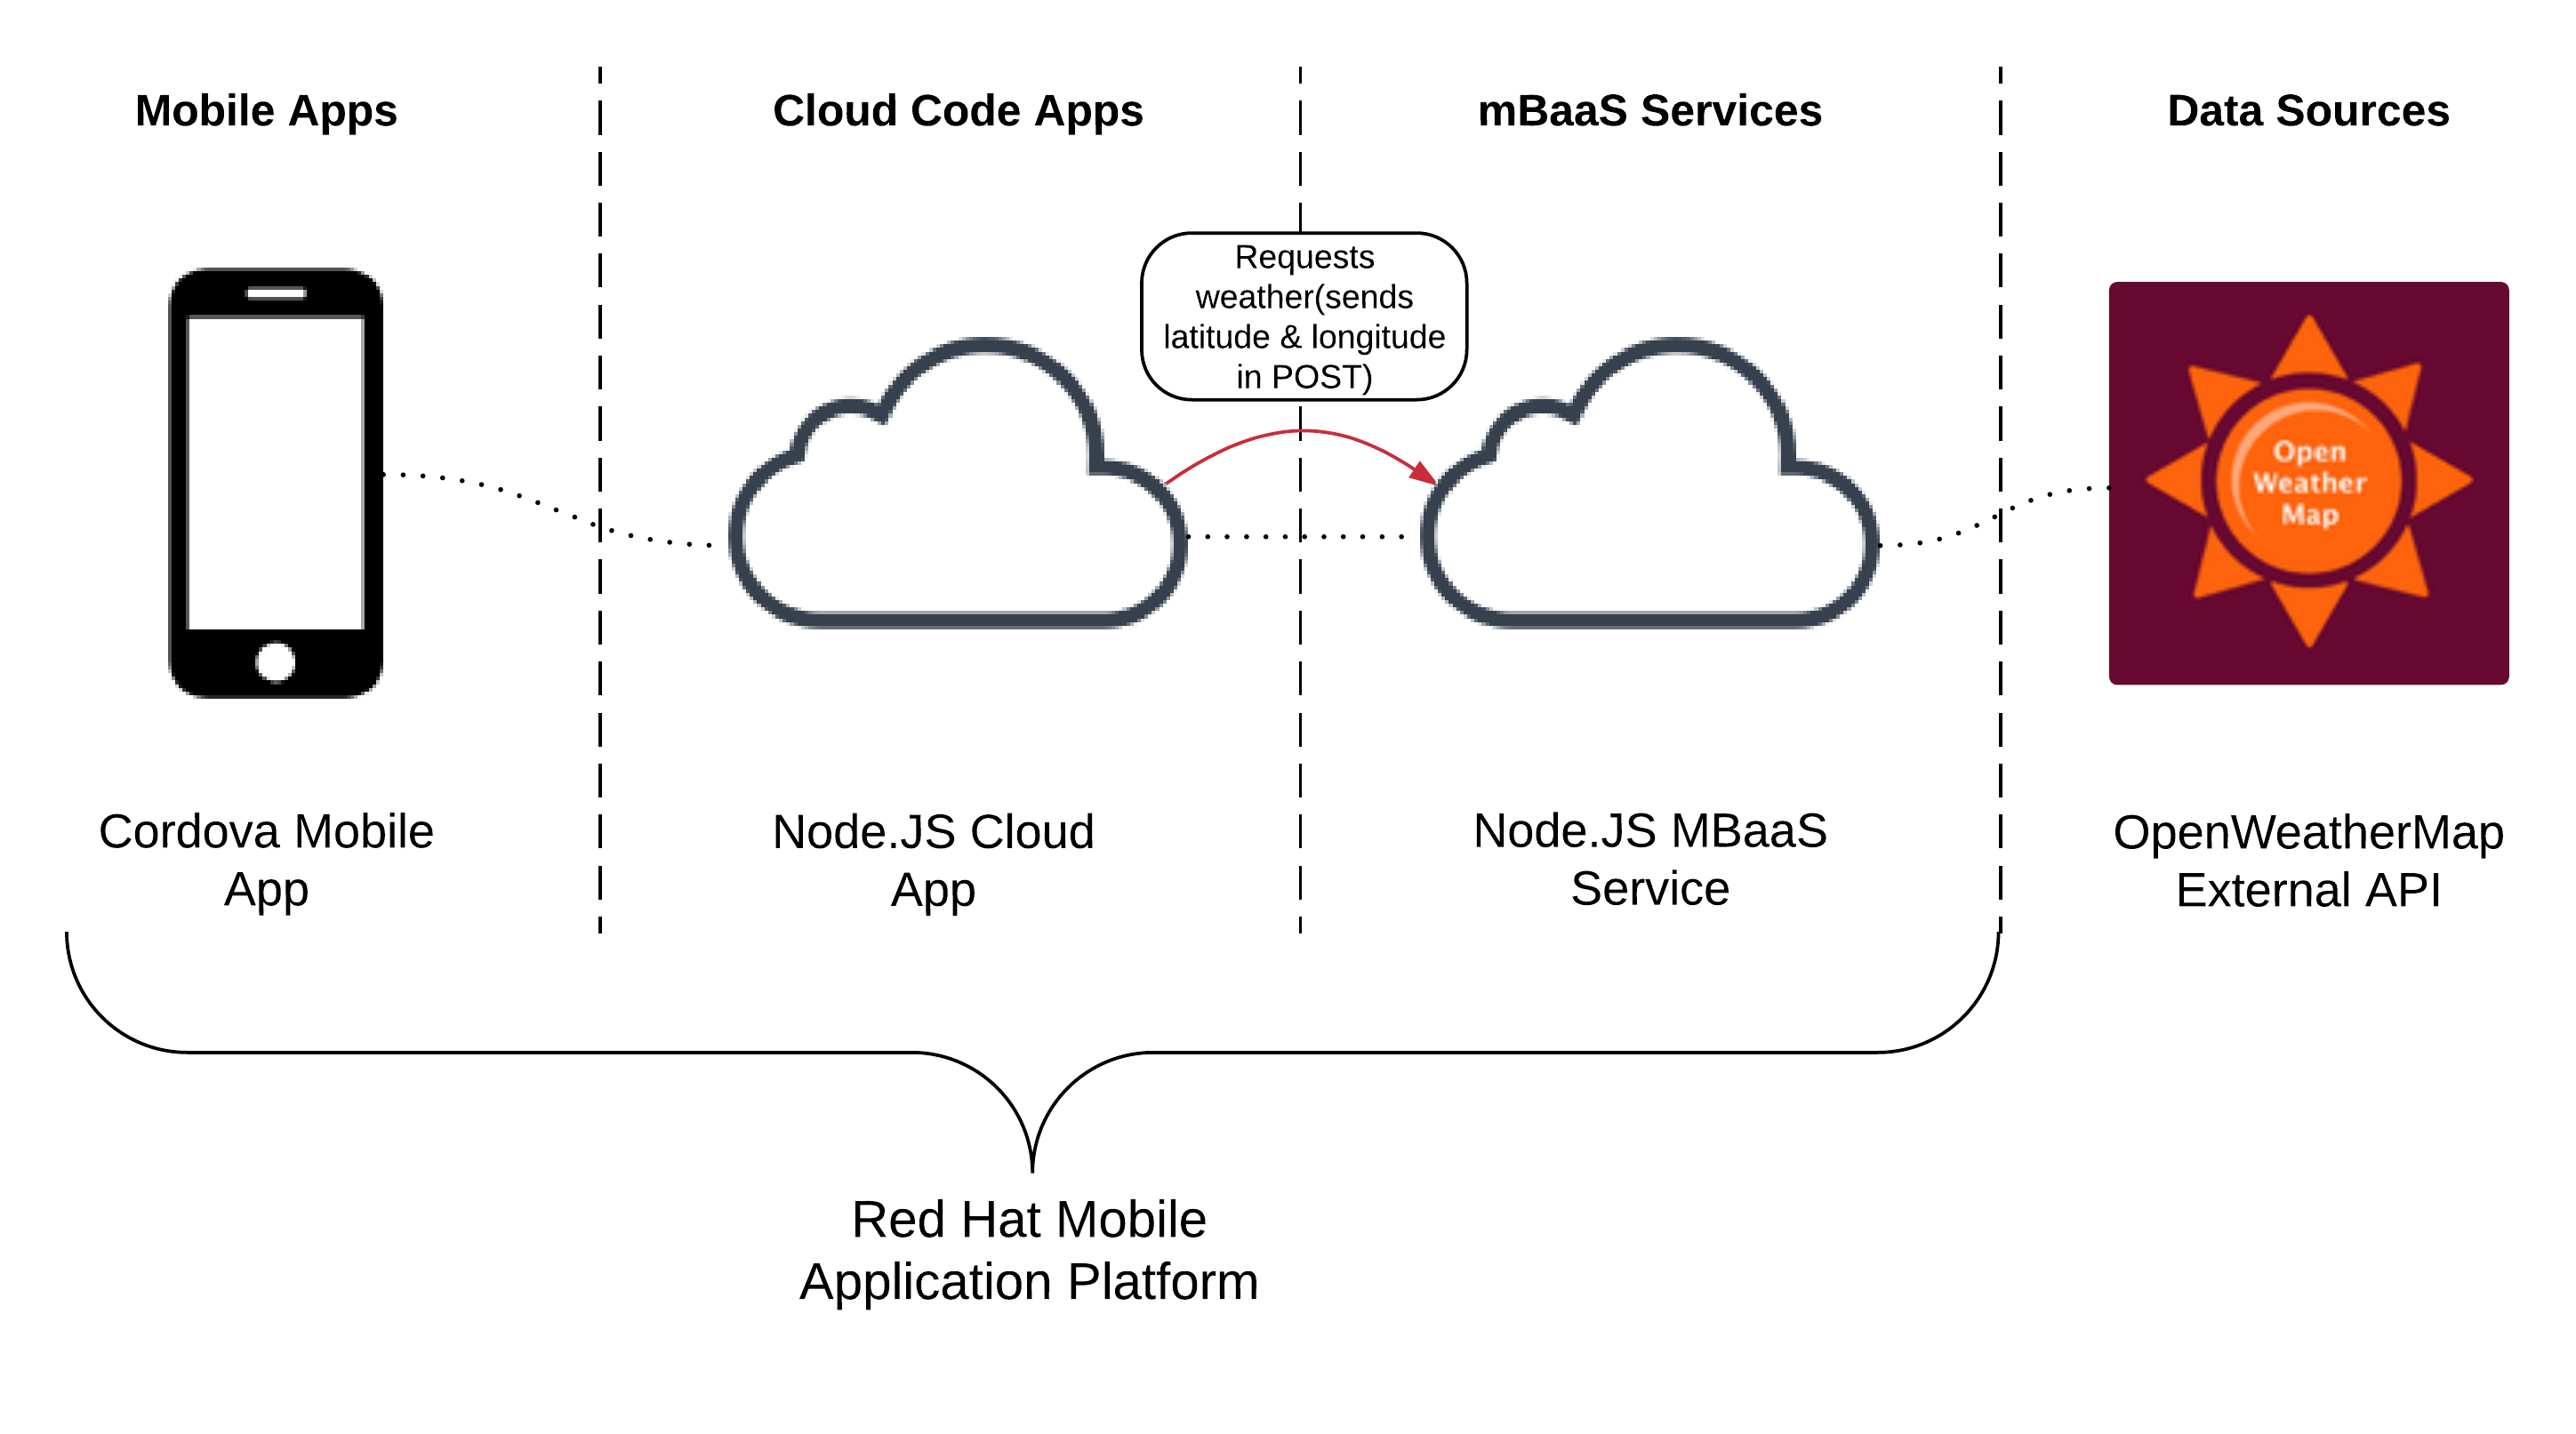 Mobile Apps
Cloud Code Apps
mBaaS Services
Data Sources
Requests
weather(sends
latitude & longitude
in POST)
Open
Weather
Map
Cordova Mobile
App
Node.JS Cloud
App
Node.JS MBaaS
Service
OpenWeatherMap
External API
Red Hat Mobile
Application Platform